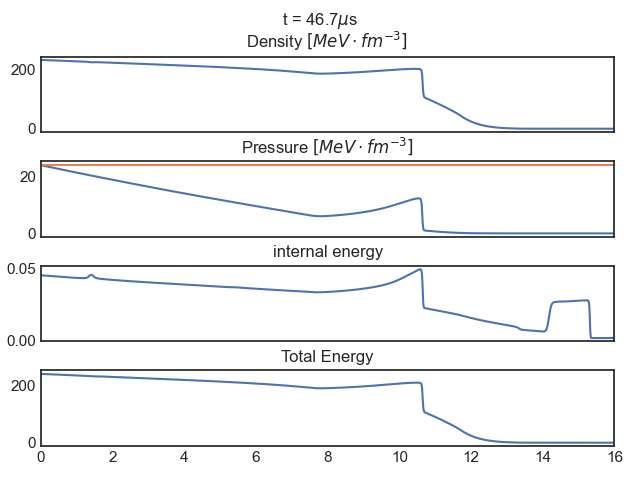 t = 46.7μs
Density [MeV · fm⁻³]
200
0
Pressure [MeV · fm⁻³]
20
0
internal energy
0.05
0.00
Total Energy
200
0
0 2 4 6 8 10 12 14 16